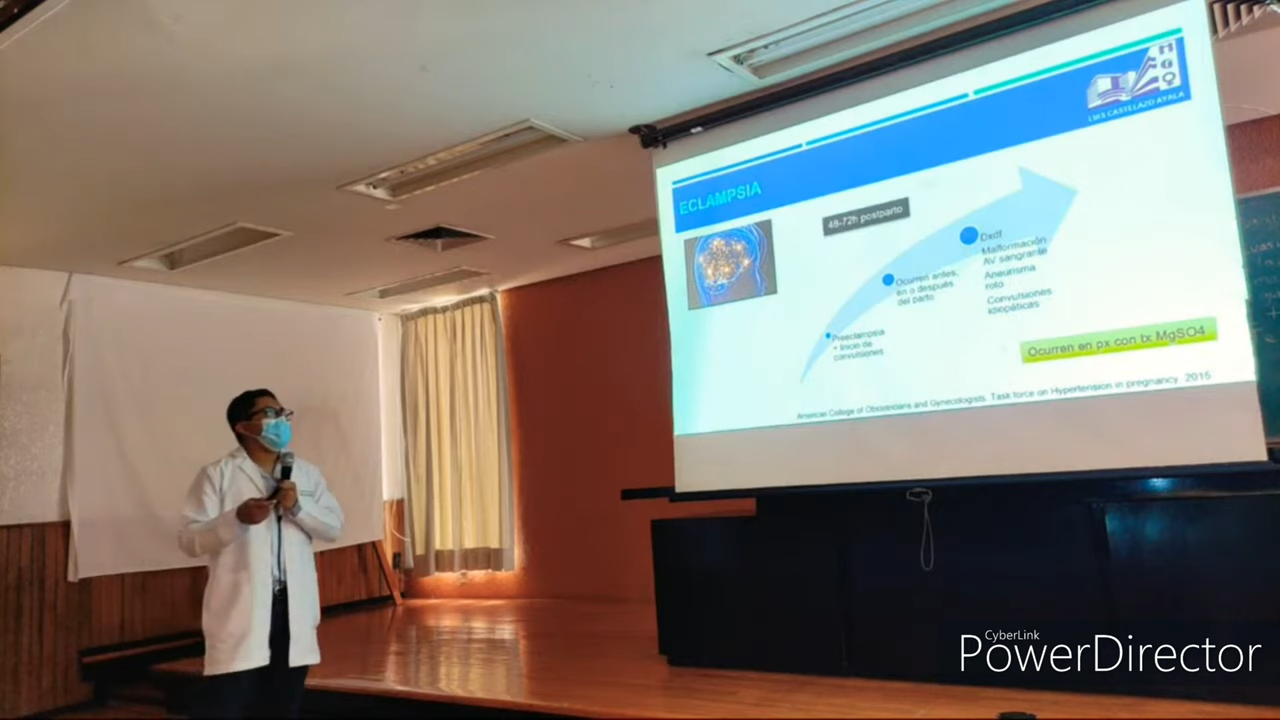 LUIS CASTELAZO AYALA
ECLAMPSIA
48-72h postparto
Dxdf
Malformación
AV sangrante
Aneurisma
roto
Convulsiones
idiopáticas
Ocurren antes,
en o después
del parto
Preeclampsia
+ Inicio de
convulsiones
Ocurren en px con tx MgSO4
American College of Obstetricians and Gynecologists. Task force on Hypertension in pregnancy. 2015
CyberLink
PowerDirector